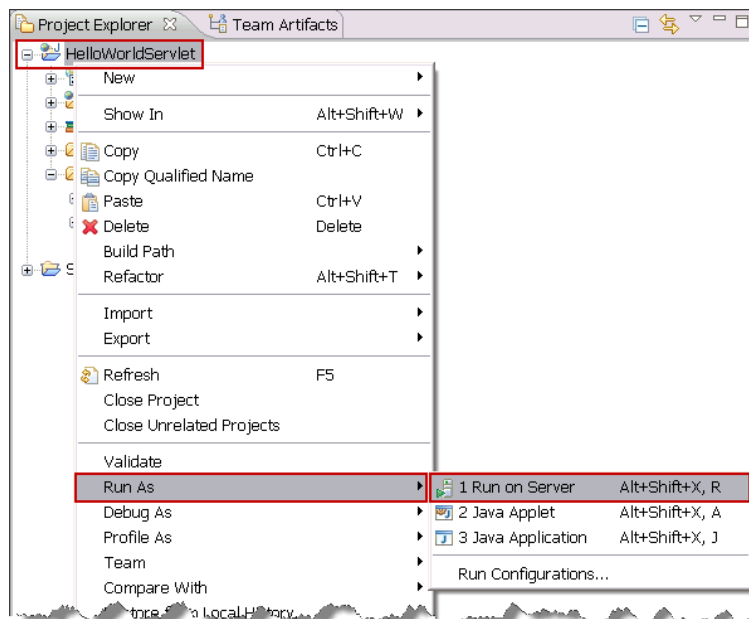 Project Explorer Team Artifacts
HelloWorldServlet
New
Show In Alt+Shift+W
Copy Ctrl+C
Copy Qualified Name
Paste Ctrl+V
Delete Delete
Build Path
Refactor Alt+Shift+T
Import
Export
Refresh F5
Close Project
Close Unrelated Projects
Validate
Run As
1 Run on Server Alt+Shift+X, R
Debug As
2 Java Applet Alt+Shift+X, A
Profile As
3 Java Application Alt+Shift+X, J
Team
Run Configurations...
Compare With
Local History